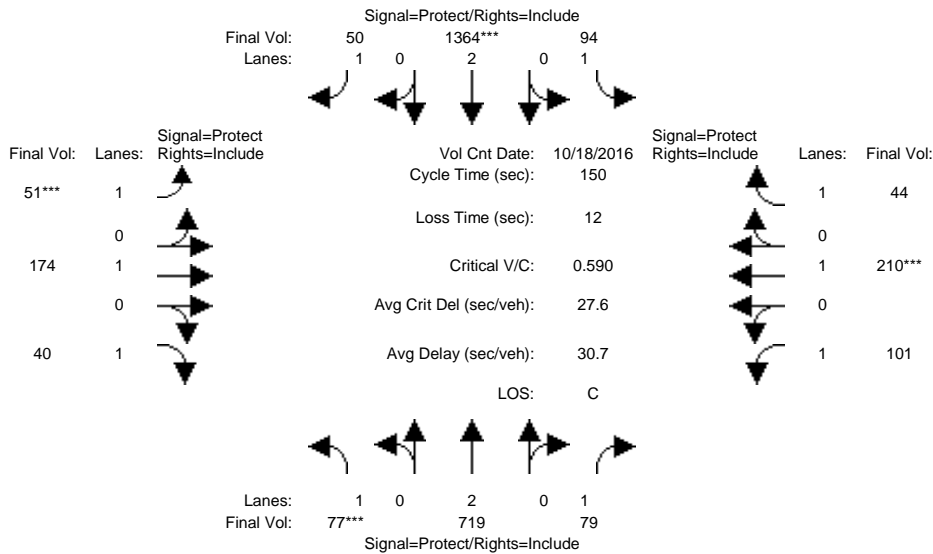 Signal=Protect/Rights=Include
Final Vol: 50 1364*** 94
Lanes: 1 0 2 0 1
Signal=Protect Signal=Protect
Final Vol: Lanes: Rights=Include Vol Cnt Date: 10/18/2016 Rights=Include Lanes: Final Vol:
Cycle Time (sec): 150
51*** 1 1 44
Loss Time (sec): 12
0 0
174 1 Critical V/C: 0.590 1 210***
0 Avg Crit Del (sec/veh): 27.6 0
40 1 Avg Delay (sec/veh): 30.7 1 101
LOS: C
Lanes: 1 0 2 0 1
Final Vol: 77*** 719 79
Signal=Protect/Rights=Include